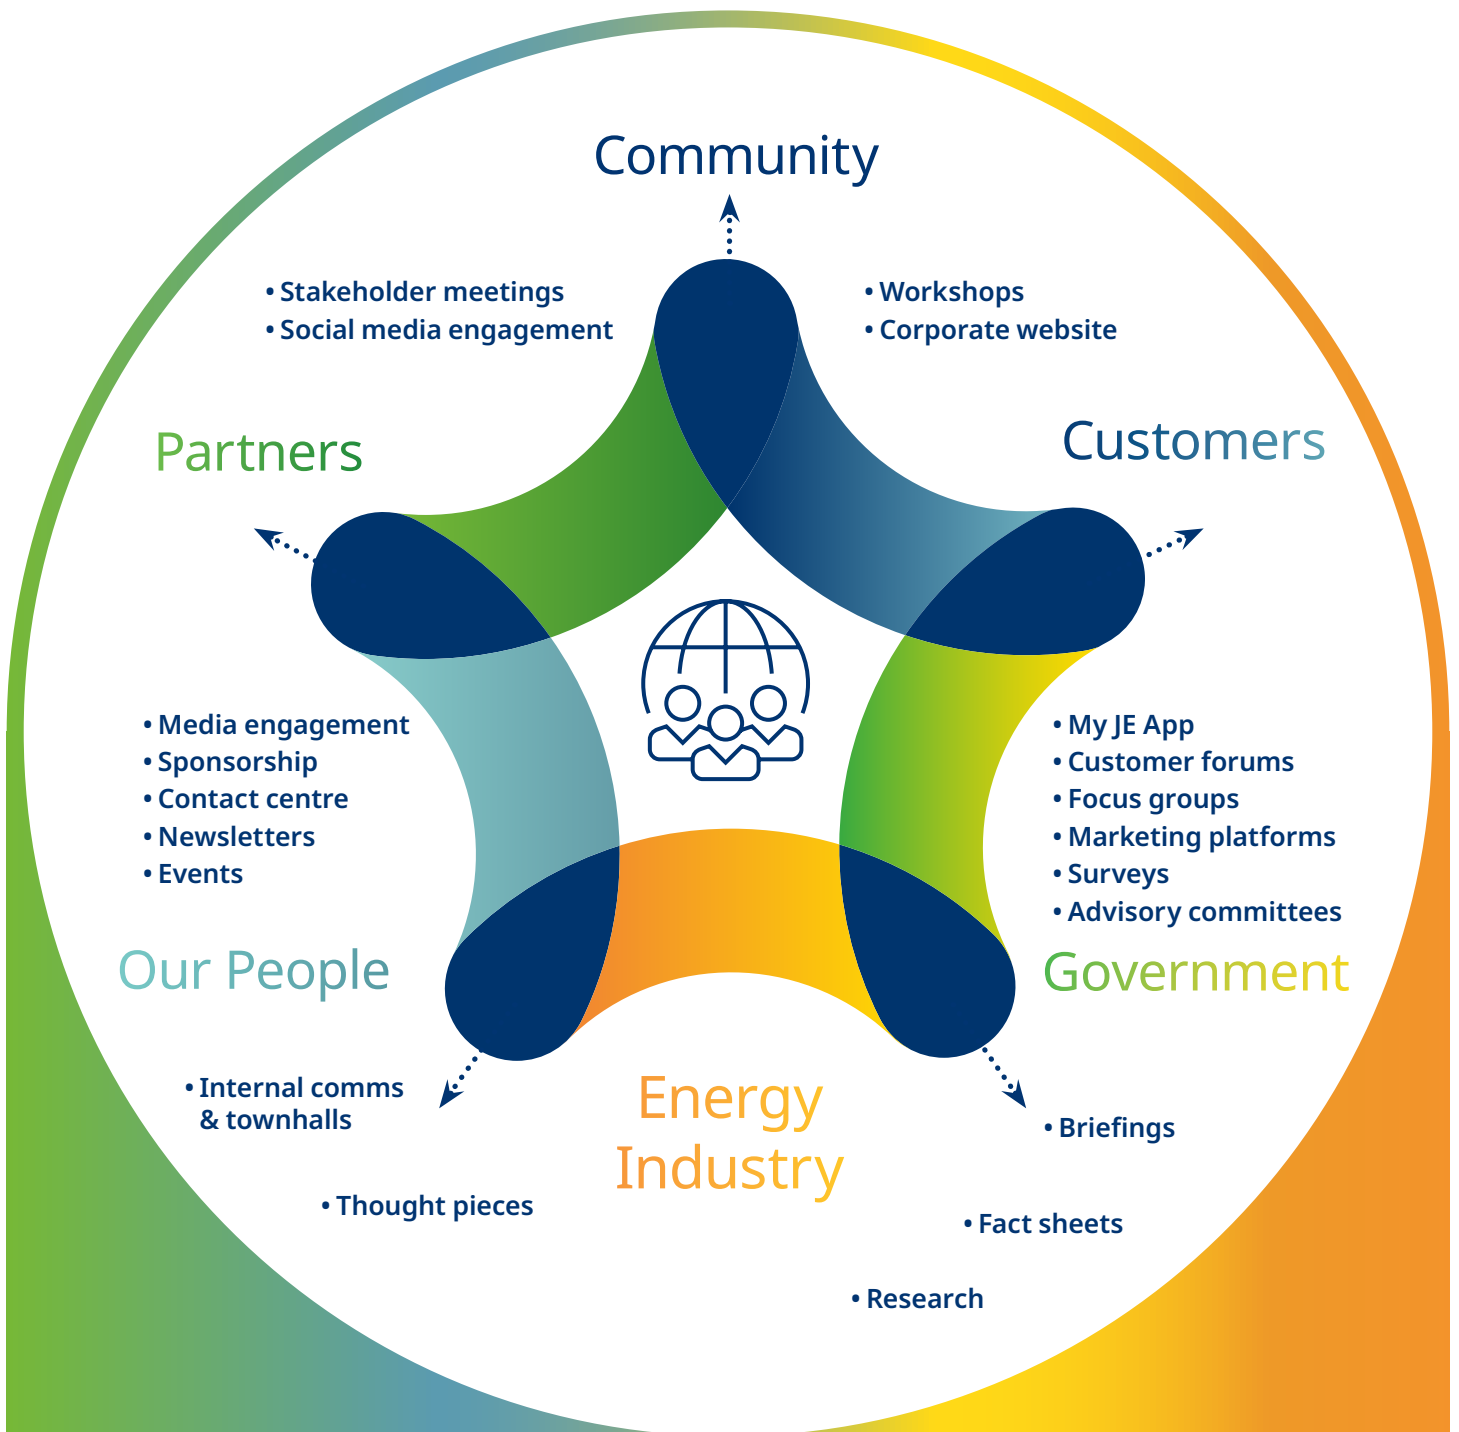 Community
• Stakeholder meetings
• Social media engagement
• Workshops
• Corporate website
Partners
Customers
• Media engagement
• Sponsorship
• Contact centre
• Newsletters
• Events
• My JE App
• Customer forums
• Focus groups
• Marketing platforms
• Surveys
• Advisory committees
Our People
Government
• Internal comms
& townhalls
Energy
Industry
• Briefings
• Thought pieces
• Fact sheets
• Research